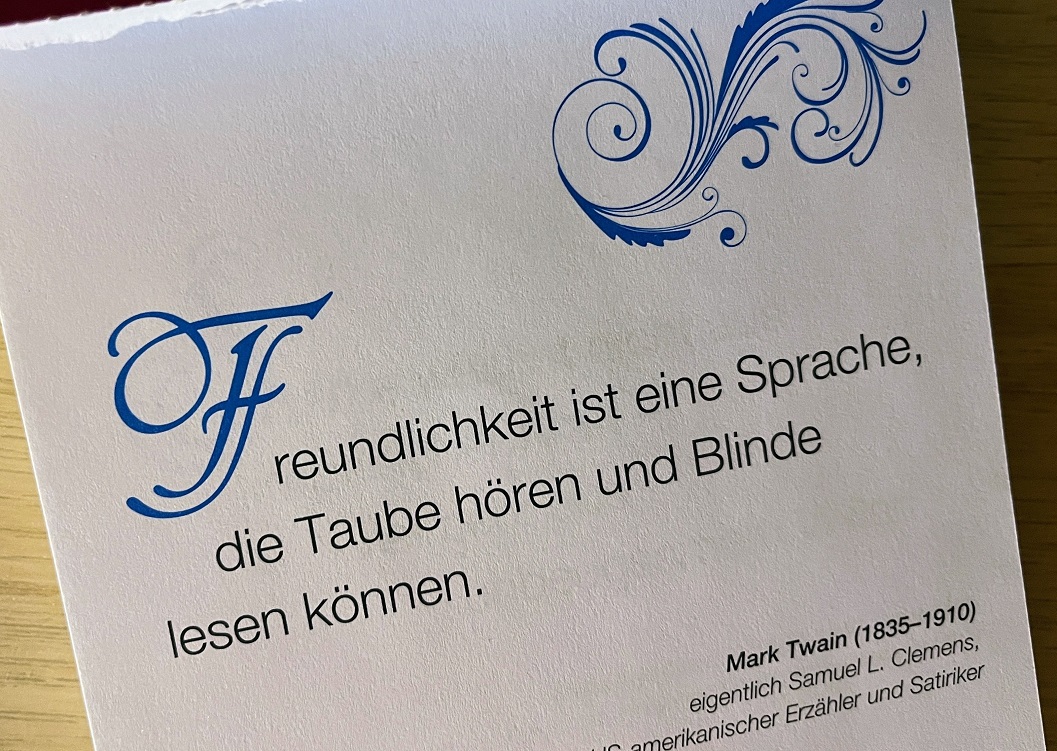 Freundlichkeit ist eine Sprache,
die Taube hören und Blinde
lesen können.
Mark Twain (1835–1910)
eigentlich Samuel L. Clemens,
amerikanischer Erzähler und Satiriker